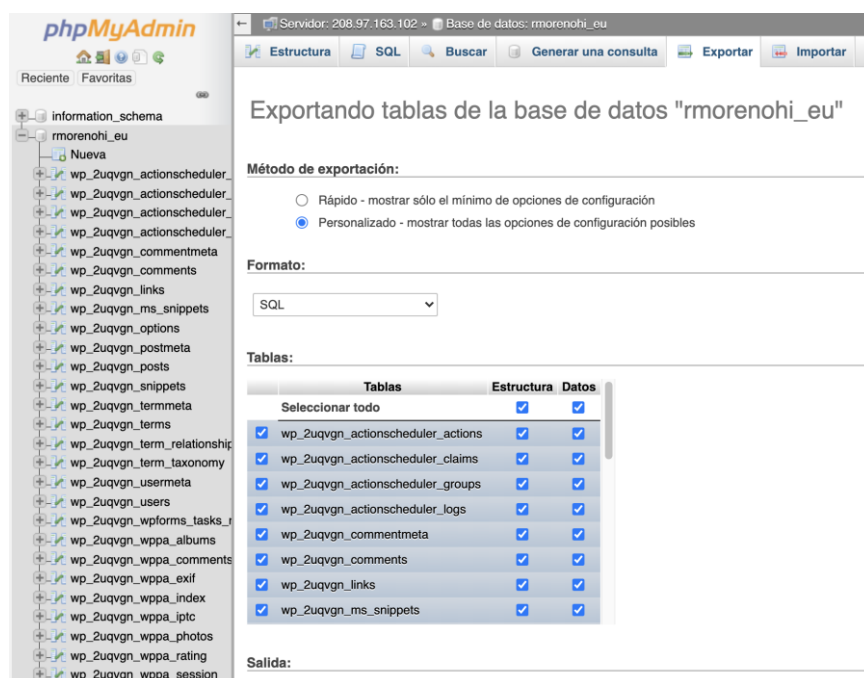 phpMyAdmin
Reciente Favoritas
information_schema
rmorenohi_eu
Nueva
wp_2uqvgn_actionscheduler_
wp_2uqvgn_actionscheduler_
wp_2uqvgn_actionscheduler_
wp_2uqvgn_actionscheduler_
wp_2uqvgn_commentmeta
wp_2uqvgn_comments
wp_2uqvgn_links
wp_2uqvgn_ms_snippets
wp_2uqvgn_options
wp_2uqvgn_postmeta
wp_2uqvgn_posts
wp_2uqvgn_snippets
wp_2uqvgn_termmeta
wp_2uqvgn_terms
wp_2uqvgn_term_relationship
wp_2uqvgn_term_taxonomy
wp_2uqvgn_usermeta
wp_2uqvgn_users
wp_2uqvgn_wpforms_tasks_r
wp_2uqvgn_wppa_albums
wp_2uqvgn_wppa_comments
wp_2uqvgn_wppa_exif
wp_2uqvgn_wppa_index
wp_2uqvgn_wppa_iptc
wp_2uqvgn_wppa_photos
wp_2uqvgn_wppa_rating
wp_2uqvgn_wppa_session
Servidor: 208.97.163.102 » Base de datos: rmorenohi_eu
Estructura SQL Buscar Generar una consulta Exportar Importar
Exportando tablas de la base de datos "rmorenohi_eu"
Método de exportación:
Rápido - mostrar sólo el mínimo de opciones de configuración
Personalizado - mostrar todas las opciones de configuración posibles
Formato:
SQL
Tablas:
Tablas Estructura Datos
Seleccionar todo
wp_2uqvgn_actionscheduler_actions
wp_2uqvgn_actionscheduler_claims
wp_2uqvgn_actionscheduler_groups
wp_2uqvgn_actionscheduler_logs
wp_2uqvgn_commentmeta
wp_2uqvgn_comments
wp_2uqvgn_links
wp_2uqvgn_ms_snippets
Salida: